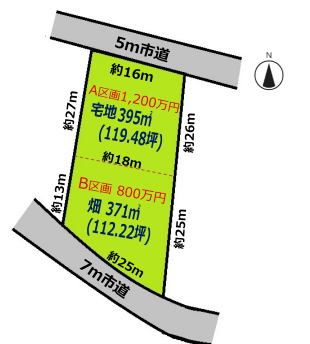 5m市道
N
約16m
A区画1,200万円
宅地 395㎡
(119.48坪)
約27m
約26m
約18m
B区画 800万円
畑 371㎡
(112.22坪)
約13m
約25m
約25m
7m市道